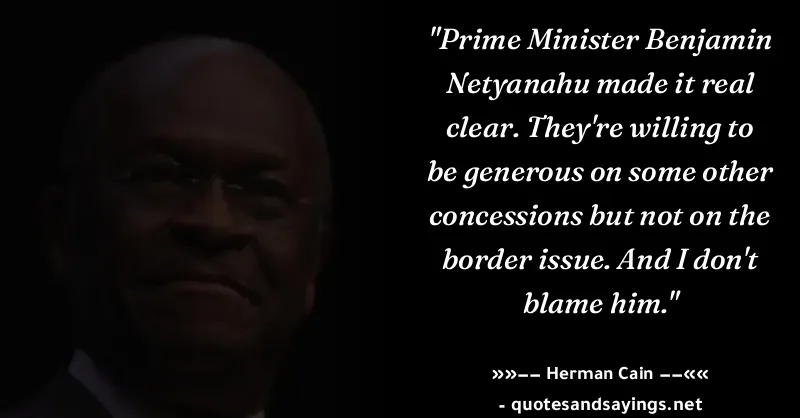 "Prime Minister Benjamin
Netyanahu made it real
clear. They're willing to
be generous on some other
concessions but not on the
border issue. And I don't
blame him."
»»−− Herman Cain −−««
- quotesandsayings.net